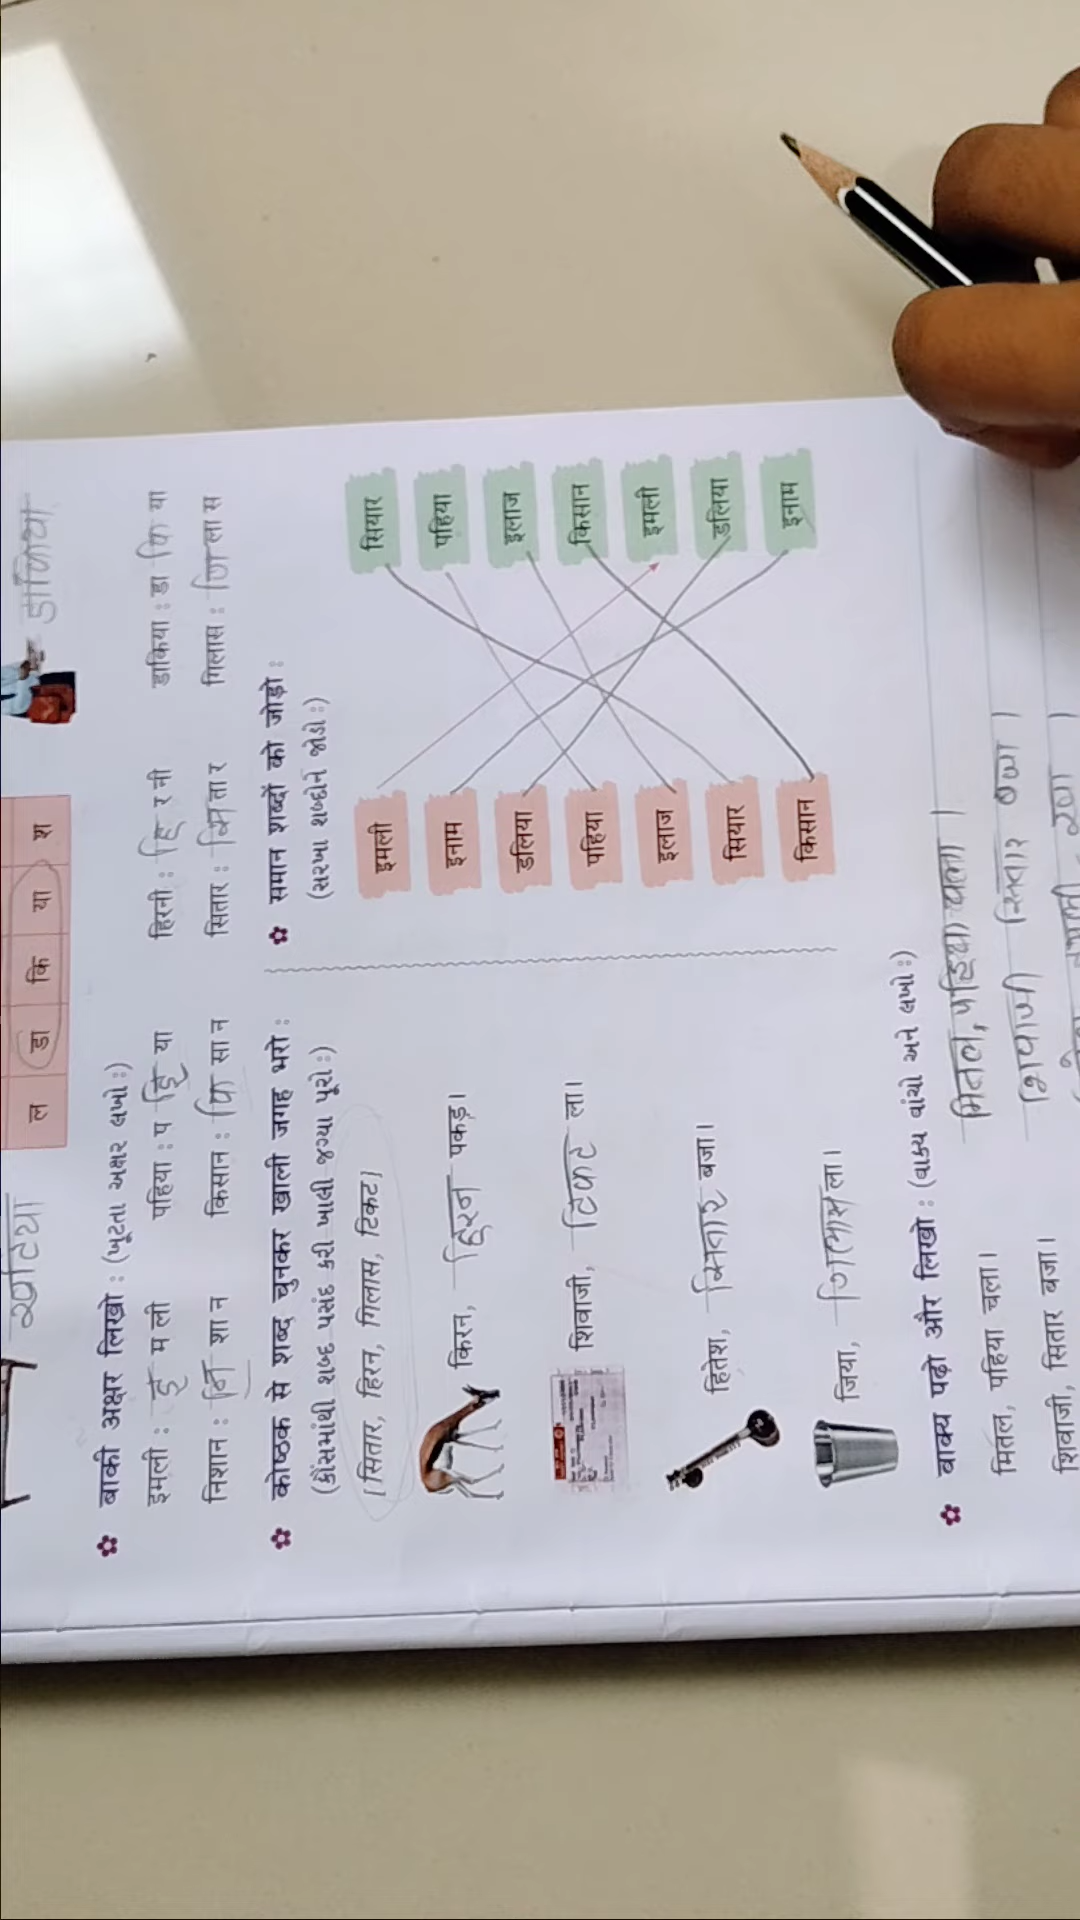 खटिया
डाकिया
ल डा कि या श
बाकी अक्षर लिखो : (ખૂટતા અક્ષર લખો :)
इमली : इ म ली पहिया : प हि या हिरनी : हि र नी डाकिया : डा कि या
निशान : नि शा न किसान : कि सा न सितार : सि ता र गिलास : गि ला स
कोष्ठक से शब्द चुनकर खाली जगह भरो :
(કૌંસમાંથી શબ્દ પસંદ કરી ખાલી જગ્યા પૂરો :)
[सितार, हिरन, गिलास, टिकट]
किरन, हिरन पकड़।
शिवाजी, टिकट ला।
हितेश, सितार बजा।
जिया, गिलास ला।
समान शब्दों को जोड़ो :
(સરખા શબ્દોને જોડો :)
इमली सियार
इनाम पहिया
डलिया इलाज
पहिया किसान
इलाज इमली
सियार डलिया
किसान इनाम
वाक्य पढ़ो और लिखो : (વાક્ય વાંચો અને લખો :)
मितल, पहिया चला। मितल, पहिया चला।
शिवाजी, सितार बजा। शिवाजी सितार बजा।